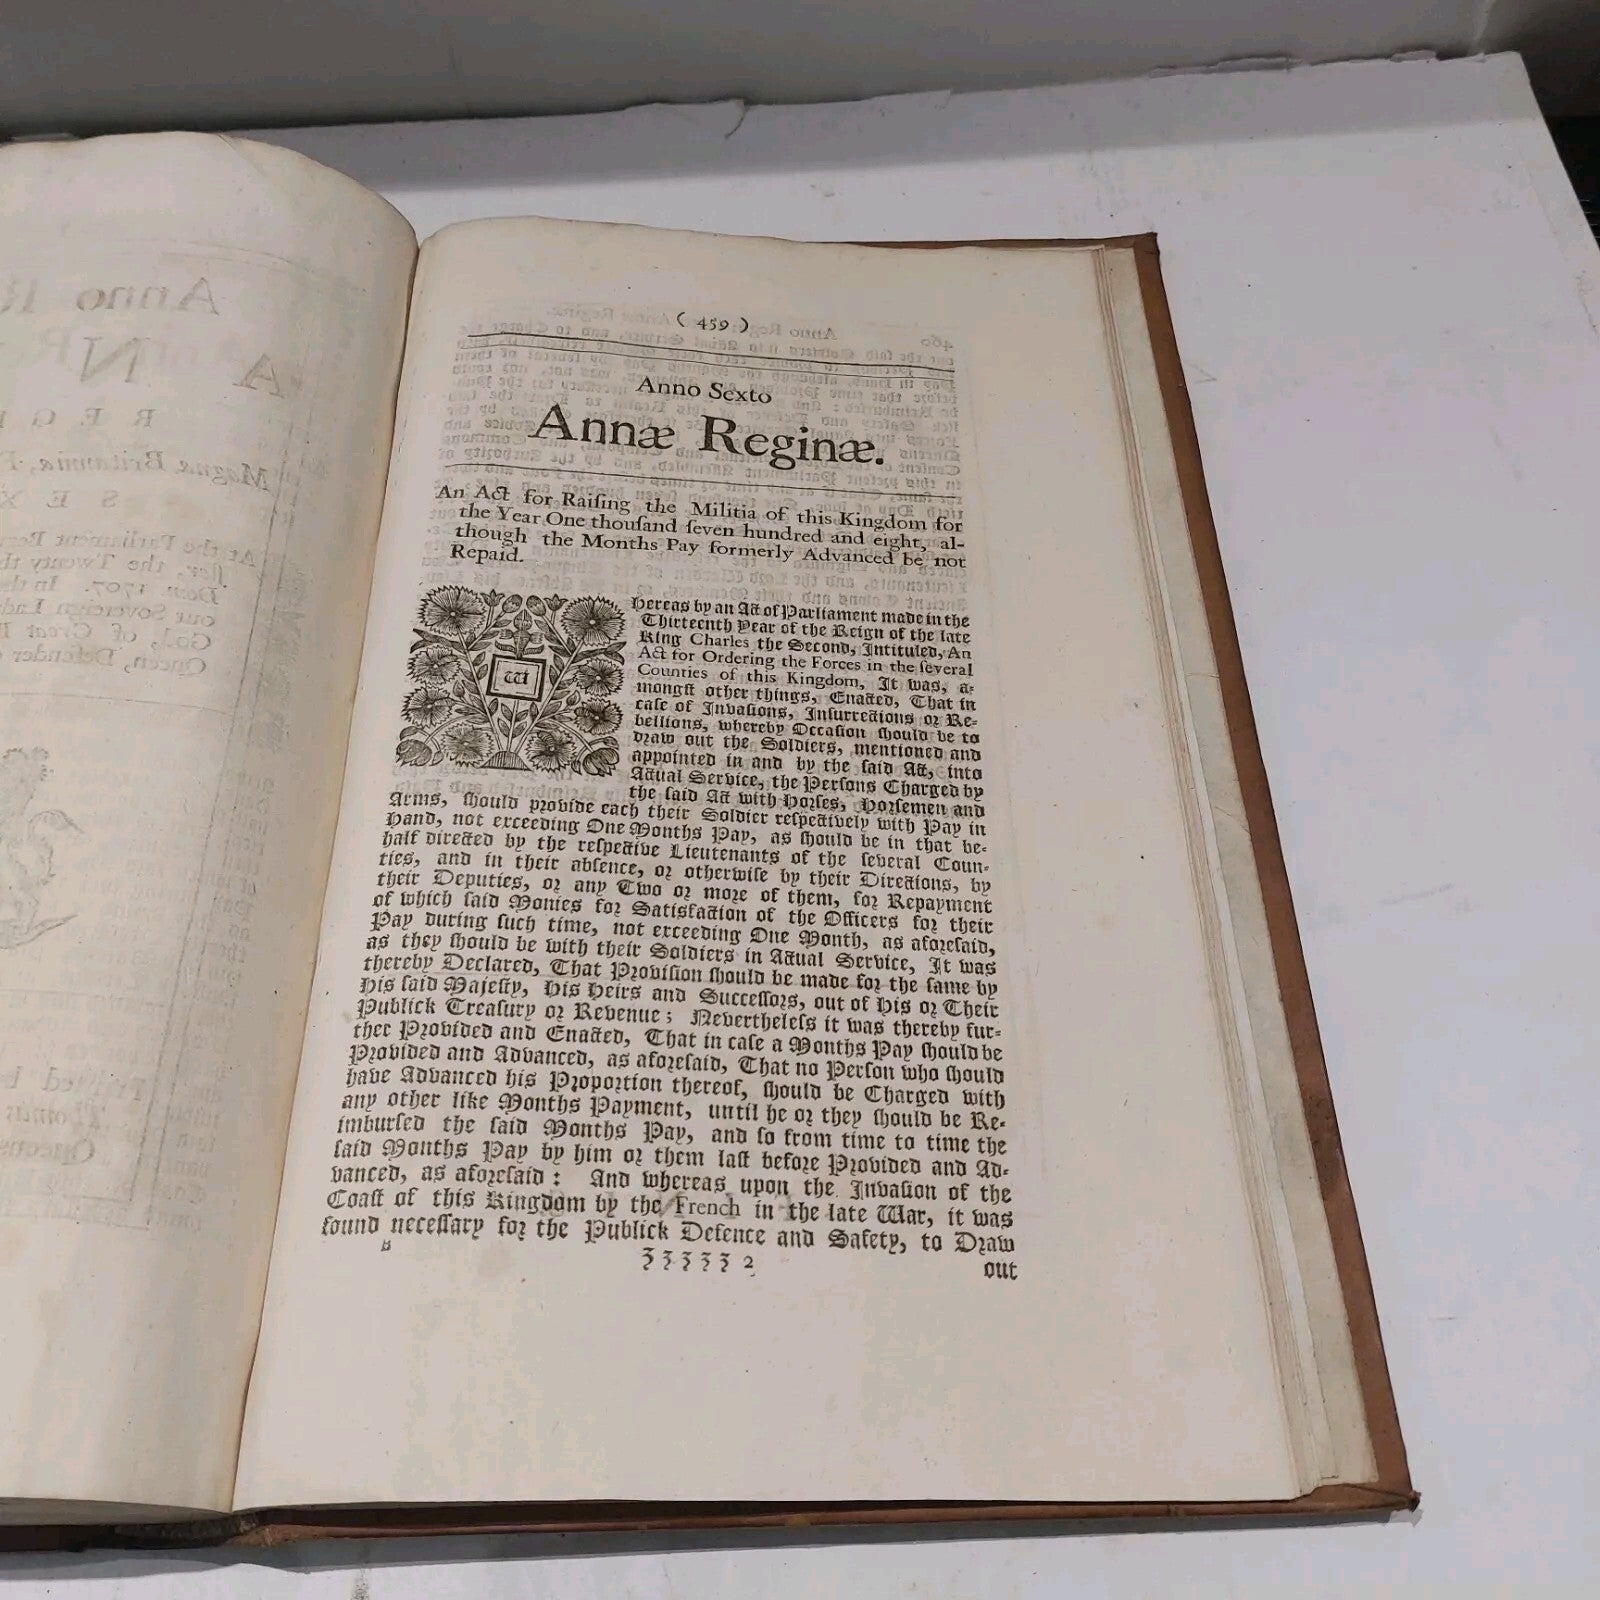 ( 459 )
Anno Sexto
Annæ Reginæ.
An Act for Raiſing the Militia of this Kingdom for
the Year One thouſand ſeven hundred and eight, al-
though the Months Pay formerly Advanced be not
Repaid.
W
Hereas by an Act of Parliament made in the
Thirteenth Year of the Reign of the late
King Charles the Second, Intituled, An
Act for Ordering the Forces in the ſeveral
Counties of this Kingdom, It was, a-
mongſt other things, Enacted, That in
caſe of Invaſions, Inſurrections or Re-
bellions, whereby Occaſion ſhould be to
draw out the Soldiers, mentioned and
appointed in and by the ſaid Act, into
Actual Service, the Perſons Charged by
the ſaid Act with Horſes, Horſemen and
Arms, ſhould provide each their Soldier reſpectively with Pay in
Hand, not exceeding One Months Pay, as ſhould be in that be-
half directed by the reſpective Lieutenants of the ſeveral Coun-
ties, and in their abſence, or otherwiſe by their Directions, by
their Deputies, or any Two or more of them, for Repayment
of which ſaid Monies for Satisfaction of the Officers for their
Pay during ſuch time, not exceeding One Month, as aforeſaid,
as they ſhould be with their Soldiers in Actual Service, It was
thereby Declared, That Proviſion ſhould be made for the ſame by
His ſaid Majeſty, His Heirs and Succeſſors, out of His or Their
Publick Treaſury or Revenue; Nevertheleſs it was thereby fur-
ther Provided and Enacted, That in caſe a Months Pay ſhould be
Provided and Advanced, as aforeſaid, That no Perſon who ſhould
have Advanced his Proportion thereof, ſhould be Charged with
any other like Months Payment, until he or they ſhould be Re-
imburſed the ſaid Months Pay, and ſo from time to time the
ſaid Months Pay by him or them laſt before Provided and Ad-
vanced, as aforeſaid: And whereas upon the Invaſion of the
Coaſt of this Kingdom by the French in the late War, it was
found neceſſary for the Publick Defence and Safety, to Draw
out